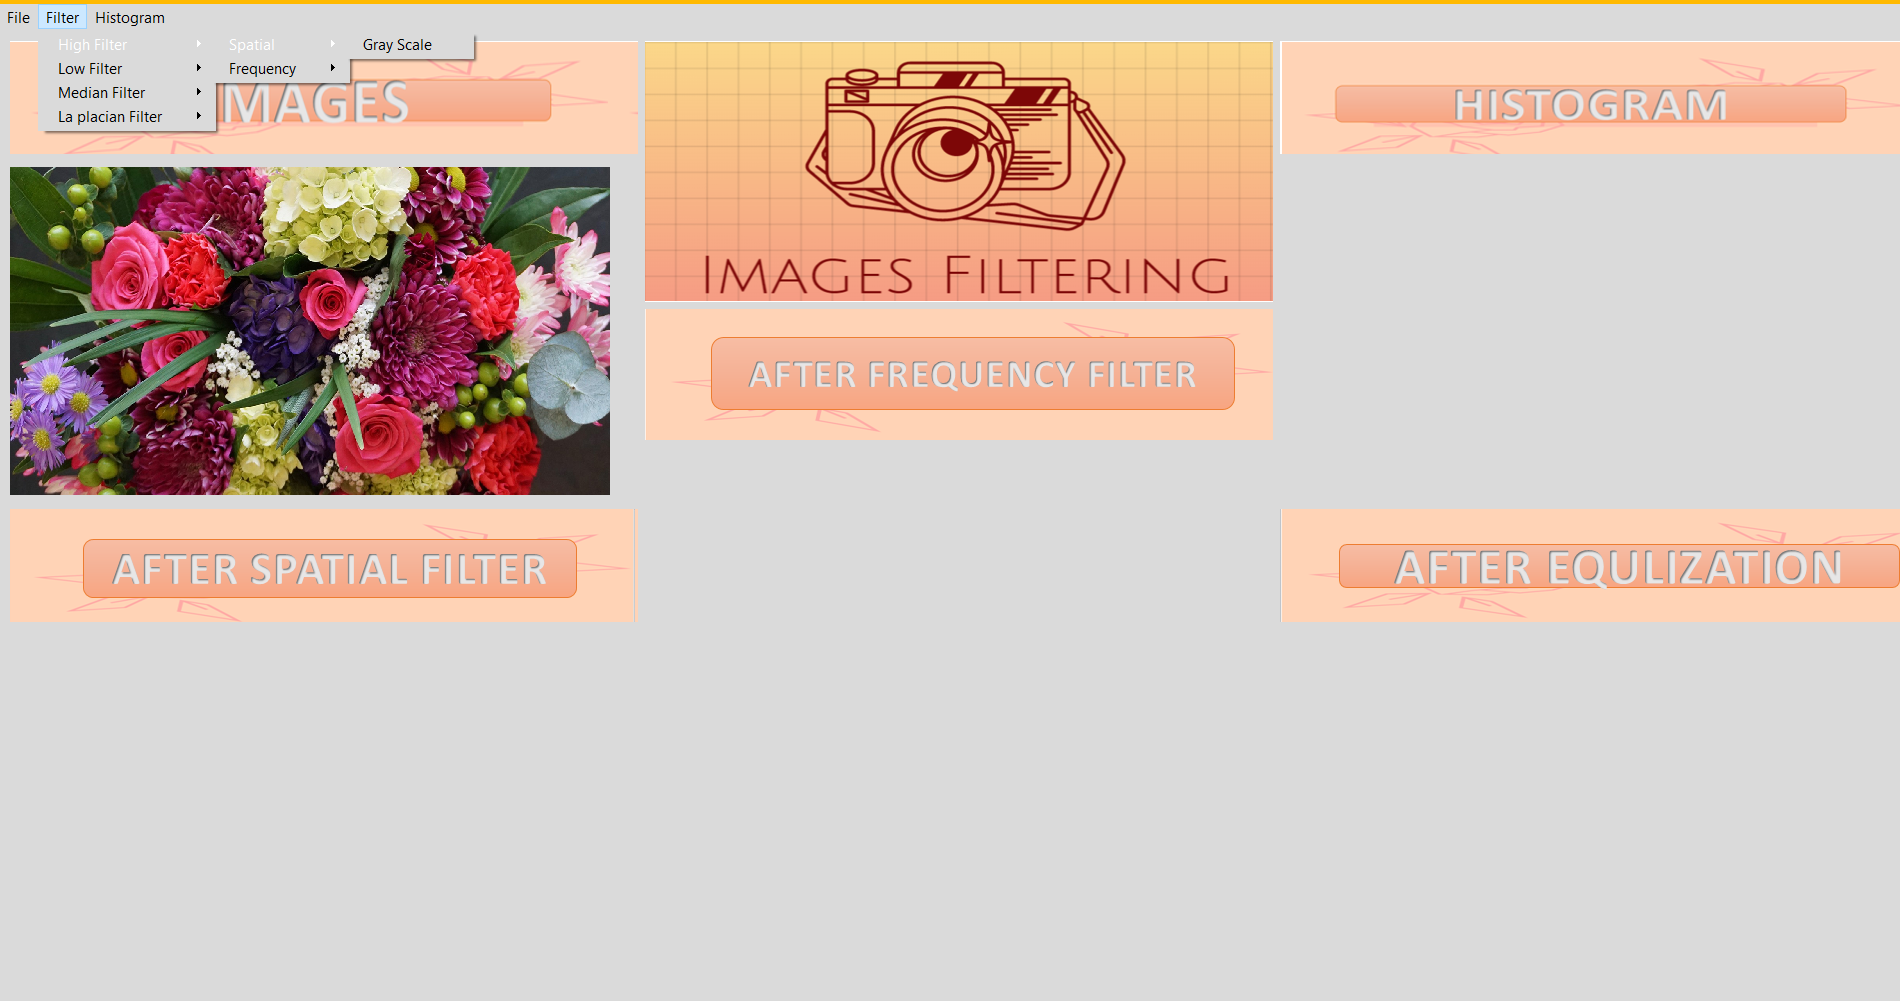 File Filter Histogram
High Filter
Low Filter
Median Filter
La placian Filter
Spatial
Frequency
Gray Scale
MAGES
IMAGES FILTERING
HISTOGRAM
AFTER FREQUENCY FILTER
AFTER SPATIAL FILTER
AFTER EQULIZATION